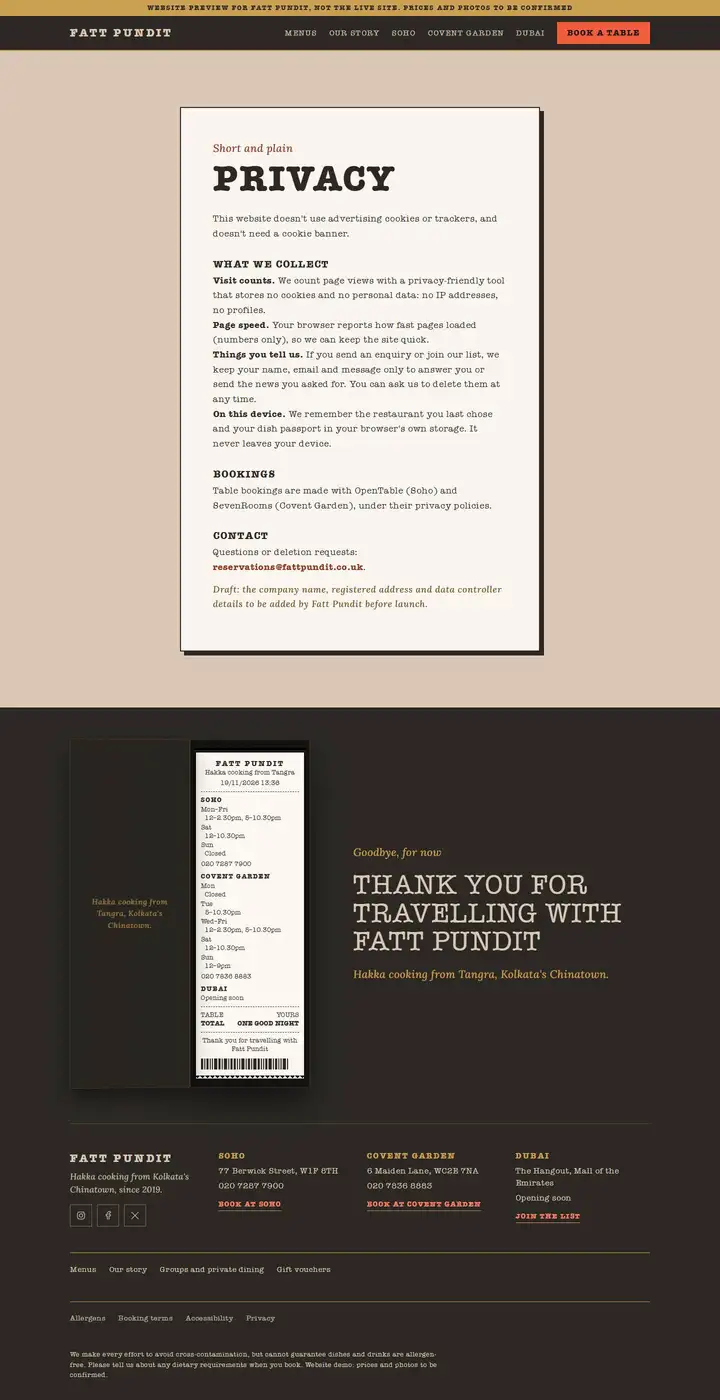 WEBSITE PREVIEW FOR FATT PUNDIT, NOT THE LIVE SITE. PRICES AND PHOTOS TO BE CONFIRMED
FATT PUNDIT
MENUS OUR STORY SOHO COVENT GARDEN DUBAI BOOK A TABLE
Short and plain
PRIVACY
This website doesn't use advertising cookies or trackers, and
doesn't need a cookie banner.
WHAT WE COLLECT
Visit counts. We count page views with a privacy-friendly tool
that stores no cookies and no personal data: no IP addresses,
no profiles.
Page speed. Your browser reports how fast pages loaded
(numbers only), so we can keep the site quick.
Things you tell us. If you send an enquiry or join our list, we
keep your name, email and message only to answer you or
send the news you asked for. You can ask us to delete them at
any time.
On this device. We remember the restaurant you last chose
and your dish passport in your browser's own storage. It
never leaves your device.
BOOKINGS
Table bookings are made with OpenTable (Soho) and
SevenRooms (Covent Garden), under their privacy policies.
CONTACT
Questions or deletion requests:
reservations@fattpundit.co.uk.
Draft: the company name, registered address and data controller
details to be added by Fatt Pundit before launch.
Hakka cooking from
Tangra, Kolkata's
Chinatown.
FATT PUNDIT
Hakka cooking from Tangra
19/11/2026 13:36
SOHO
Mon-Fri
12-2.30pm, 5-10.30pm
Sat
12-10.30pm
Sun
Closed
020 7287 7900
COVENT GARDEN
Mon
Closed
Tue
5-10.30pm
Wed-Fri
12-2.30pm, 5-10.30pm
Sat
12-10.30pm
Sun
12-9pm
020 7836 8883
DUBAI
Opening soon
TABLE YOURS
TOTAL ONE GOOD NIGHT
Thank you for travelling with
Fatt Pundit
Goodbye, for now
THANK YOU FOR
TRAVELLING WITH
FATT PUNDIT
Hakka cooking from Tangra, Kolkata's Chinatown.
FATT PUNDIT
Hakka cooking from Kolkata's
Chinatown, since 2019.
SOHO
77 Berwick Street, W1F 8TH
020 7287 7900
BOOK AT SOHO
COVENT GARDEN
6 Maiden Lane, WC2E 7NA
020 7836 8883
BOOK AT COVENT GARDEN
DUBAI
The Hangout, Mall of the
Emirates
Opening soon
JOIN THE LIST
Menus Our story Groups and private dining Gift vouchers
Allergens Booking terms Accessibility Privacy
We make every effort to avoid cross-contamination, but cannot guarantee dishes and drinks are allergen-
free. Please tell us about any dietary requirements when you book. Website demo: prices and photos to be
confirmed.